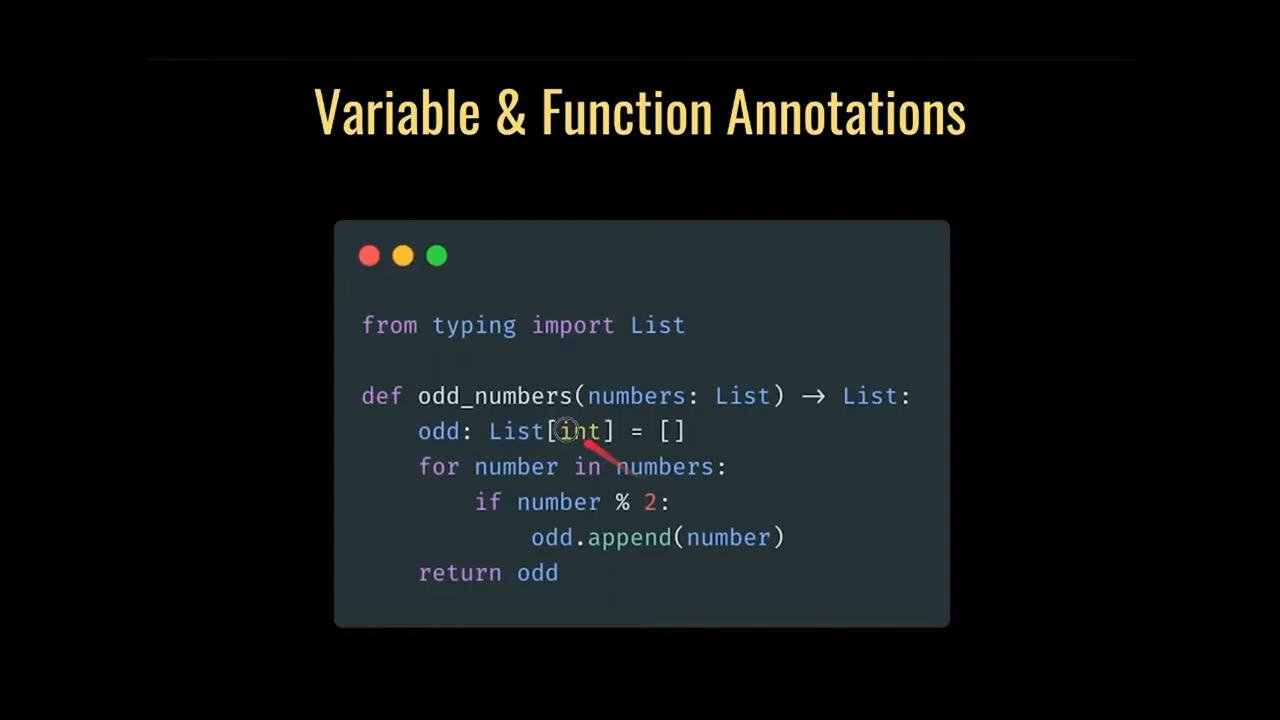 Variable & Function Annotations
from typing import List
def odd_numbers(numbers: List) → List:
    odd: List[int] = []
    for number in numbers:
        if number % 2:
            odd.append(number)
    return odd